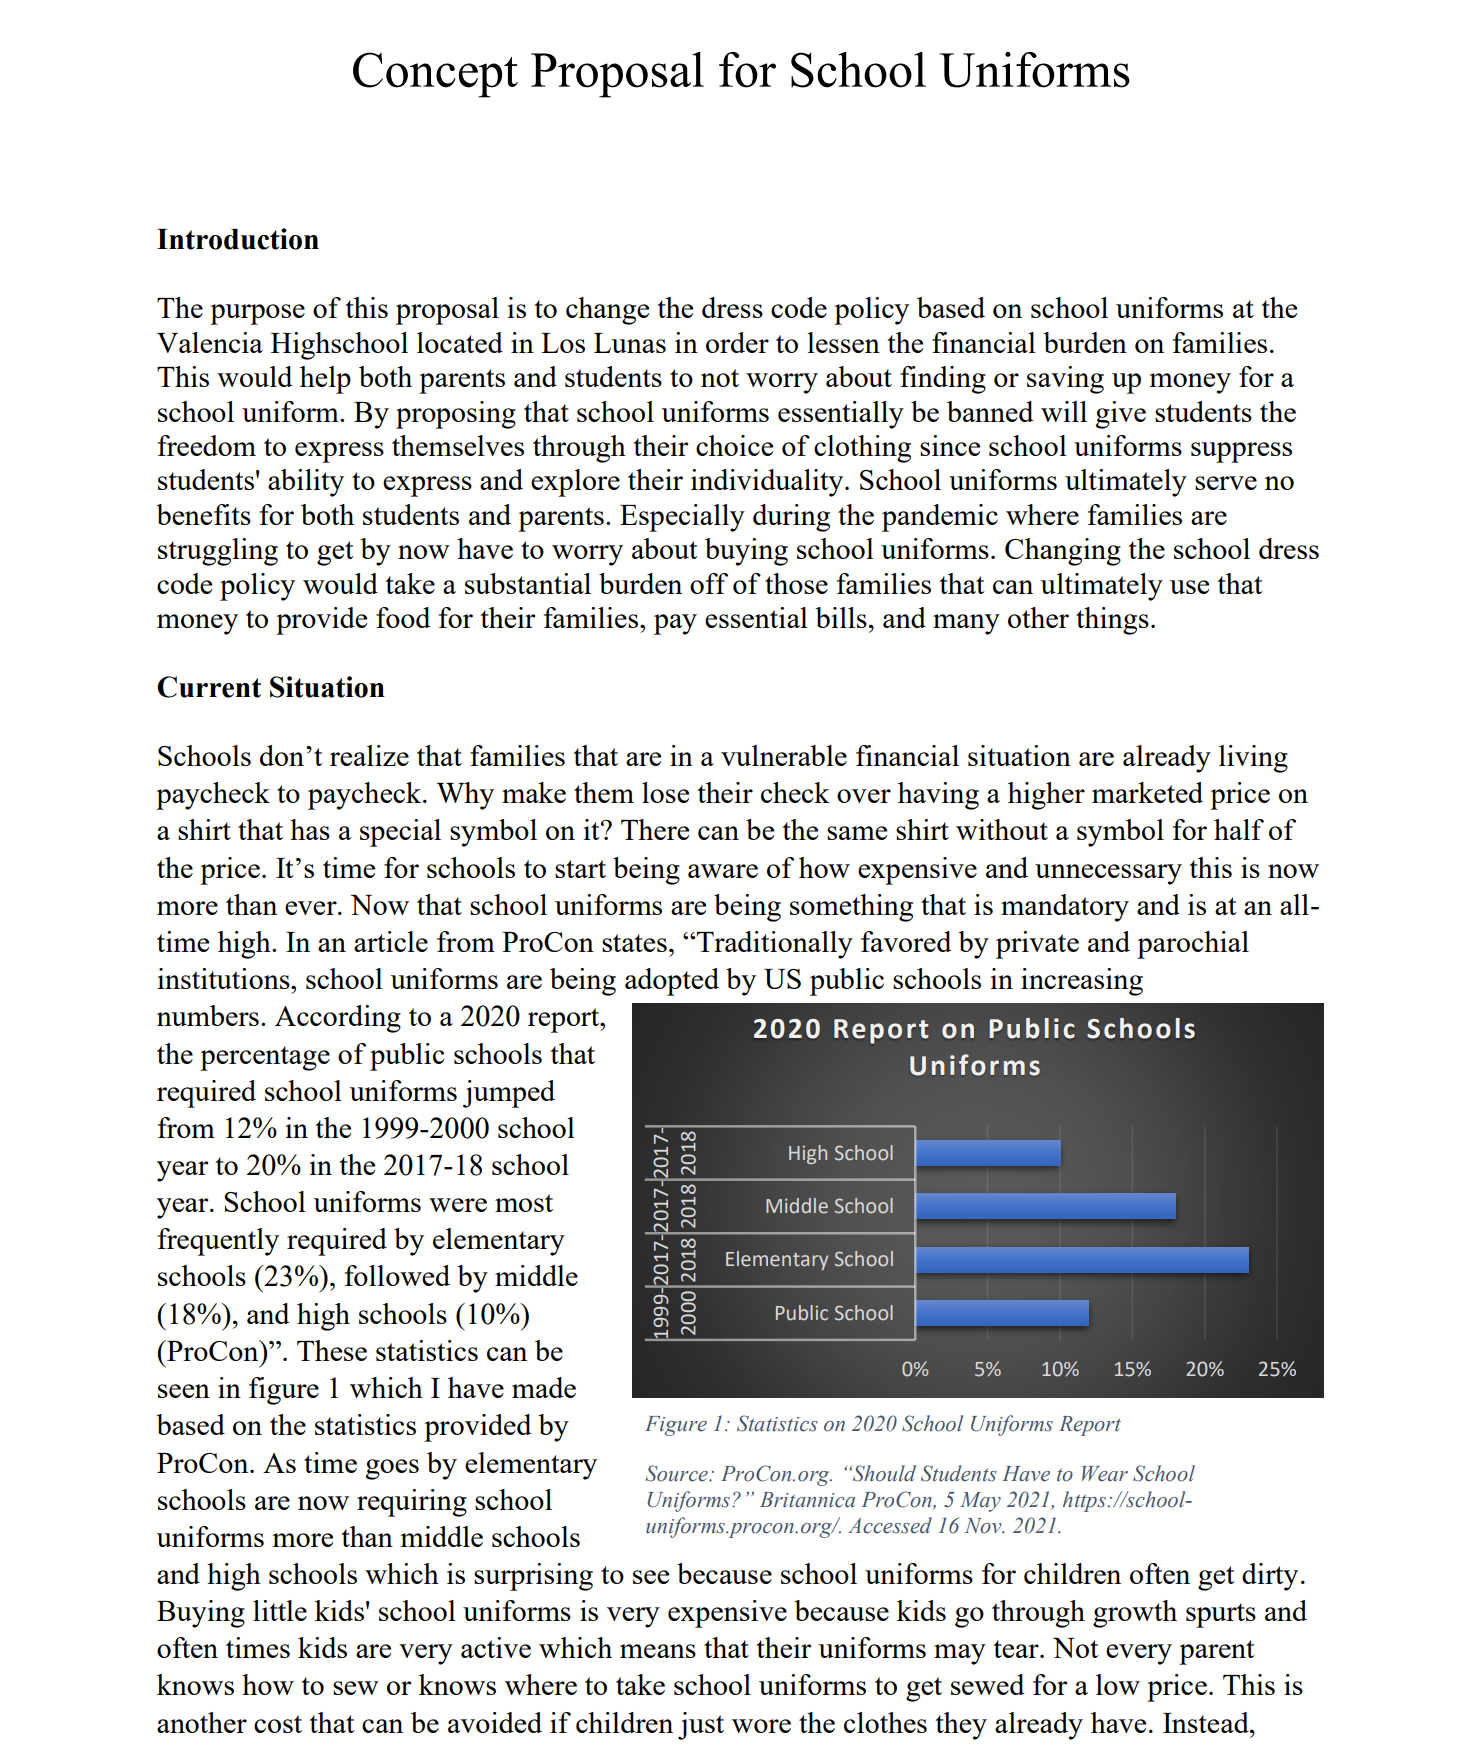 Concept Proposal for School Uniforms
Introduction
The purpose of this proposal is to change the dress code policy based on school uniforms at the
Valencia Highschool located in Los Lunas in order to lessen the financial burden on families.
This would help both parents and students to not worry about finding or saving up money for a
school uniform. By proposing that school uniforms essentially be banned will give students the
freedom to express themselves through their choice of clothing since school uniforms suppress
students' ability to express and explore their individuality. School uniforms ultimately serve no
benefits for both students and parents. Especially during the pandemic where families are
struggling to get by now have to worry about buying school uniforms. Changing the school dress
code policy would take a substantial burden off of those families that can ultimately use that
money to provide food for their families, pay essential bills, and many other things.
Current Situation
Schools don’t realize that families that are in a vulnerable financial situation are already living
paycheck to paycheck. Why make them lose their check over having a higher marketed price on
a shirt that has a special symbol on it? There can be the same shirt without a symbol for half of
the price. It’s time for schools to start being aware of how expensive and unnecessary this is now
more than ever. Now that school uniforms are being something that is mandatory and is at an all-
time high. In an article from ProCon states, “Traditionally favored by private and parochial
institutions, school uniforms are being adopted by US public schools in increasing
numbers. According to a 2020 report,
the percentage of public schools that
required school uniforms jumped
from 12% in the 1999-2000 school
year to 20% in the 2017-18 school
year. School uniforms were most
frequently required by elementary
schools (23%), followed by middle
(18%), and high schools (10%)
(ProCon)”. These statistics can be
seen in figure 1 which I have made
based on the statistics provided by
ProCon. As time goes by elementary
schools are now requiring school
uniforms more than middle schools
2020 Report on Public Schools
Uniforms
2017-
2018
High School
2017-
2018
Middle School
2017-
2018
Elementary School
1999-
2000
Public School
0% 5% 10% 15% 20% 25%
Figure 1: Statistics on 2020 School Uniforms Report
Source: ProCon.org. “Should Students Have to Wear School
Uniforms?” Britannica ProCon, 5 May 2021, https://school-
uniforms.procon.org/. Accessed 16 Nov. 2021.
and high schools which is surprising to see because school uniforms for children often get dirty.
Buying little kids' school uniforms is very expensive because kids go through growth spurts and
often times kids are very active which means that their uniforms may tear. Not every parent
knows how to sew or knows where to take school uniforms to get sewed for a low price. This is
another cost that can be avoided if children just wore the clothes they already have. Instead,